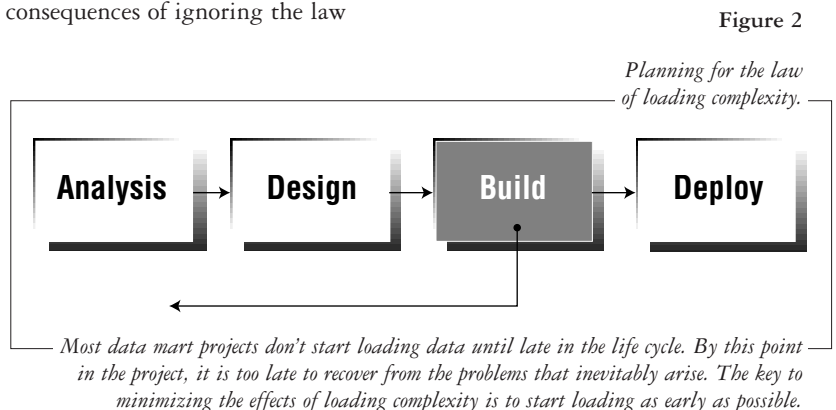 consequences of ignoring the law
Figure 2
Planning for the law
of loading complexity.
Analysis Design Build Deploy
Most data mart projects don't start loading data until late in the life cycle. By this point
in the project, it is too late to recover from the problems that inevitably arise. The key to
minimizing the effects of loading complexity is to start loading as early as possible.